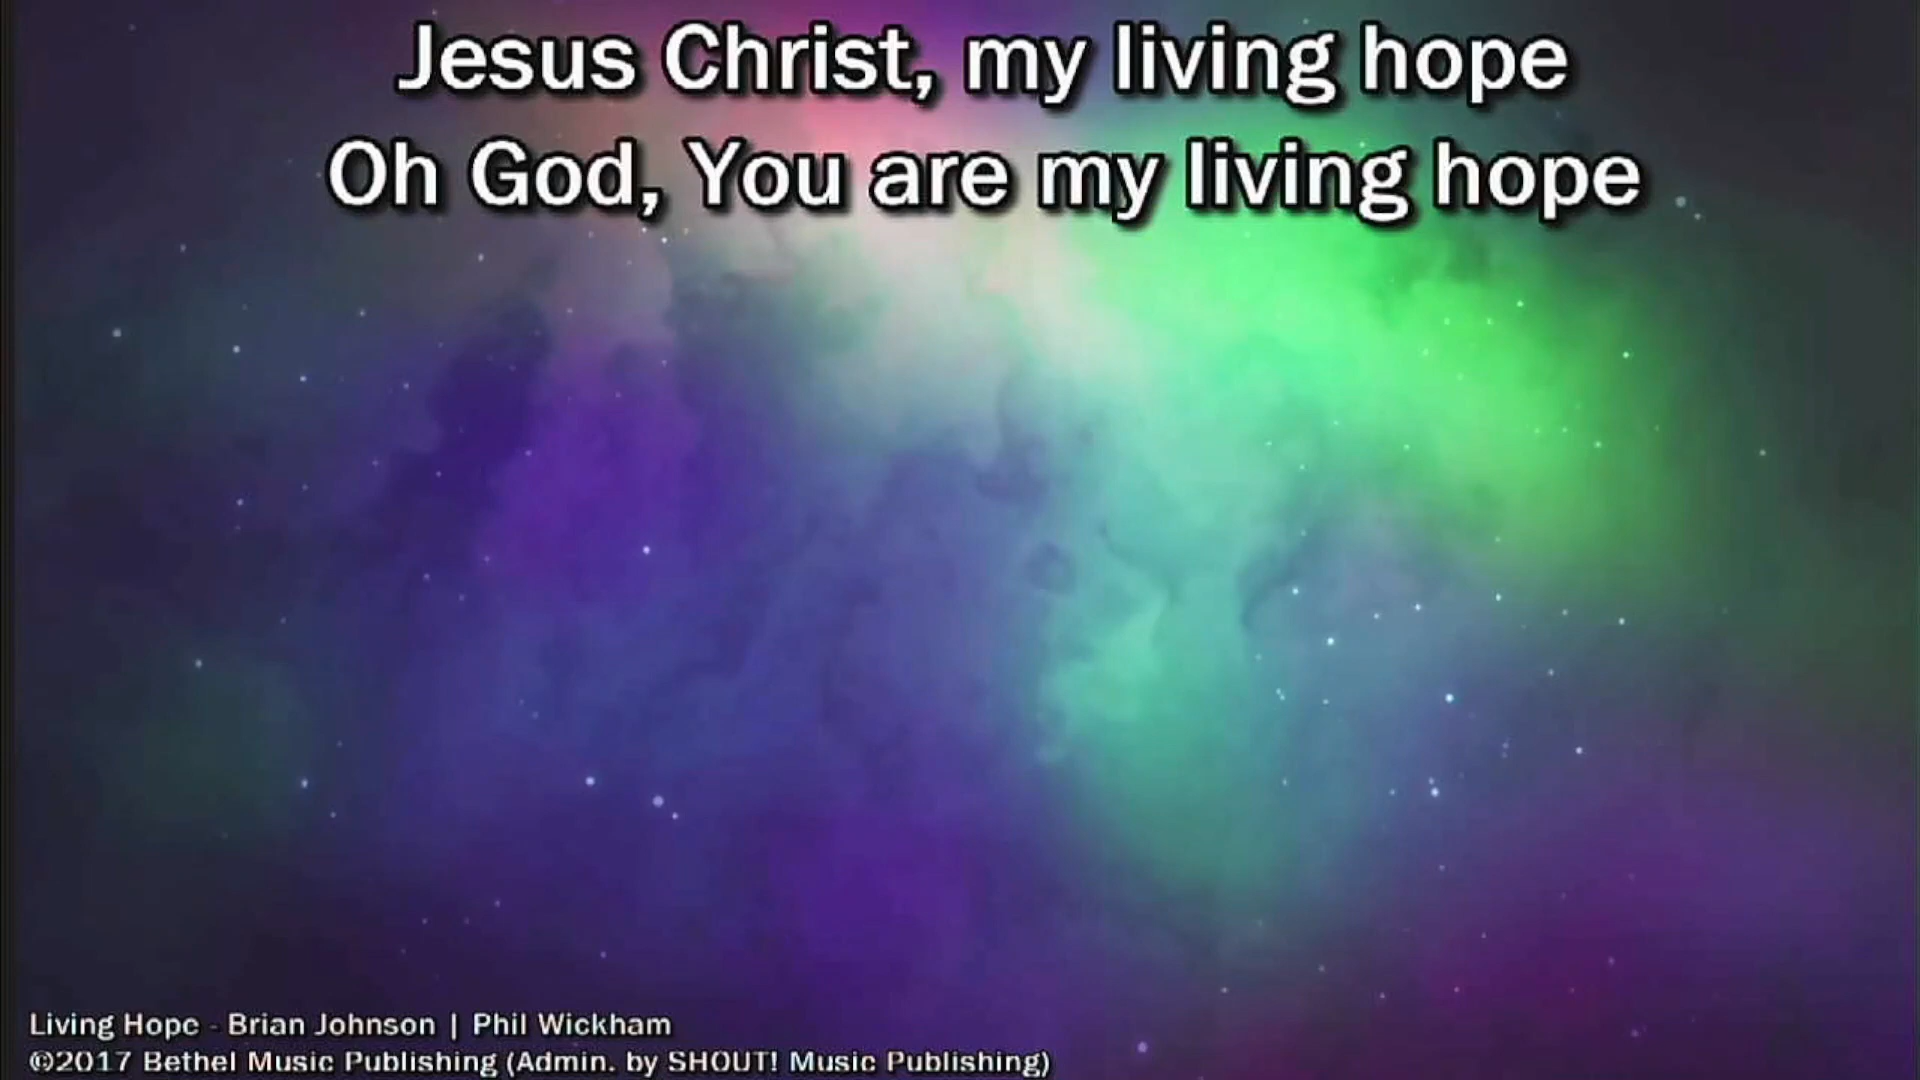 Jesus Christ, my living hope
Oh God, You are my living hope
Living Hope - Brian Johnson | Phil Wickham
©2017 Bethel Music Publishing (Admin. by SHOUT! Music Publishing)